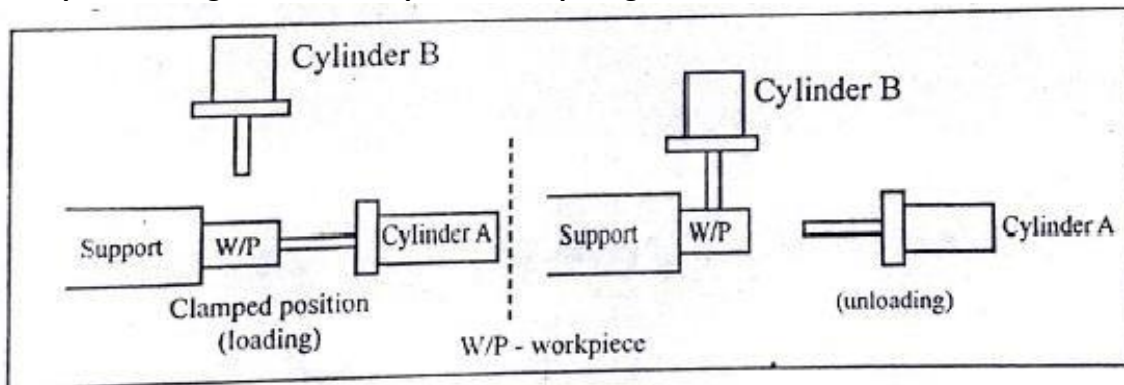 Cylinder B
Support
W/P
Cylinder A
Clamped position
(loading)
Cylinder B
Support
W/P
Cylinder A
(unloading)
W/P - workpiece